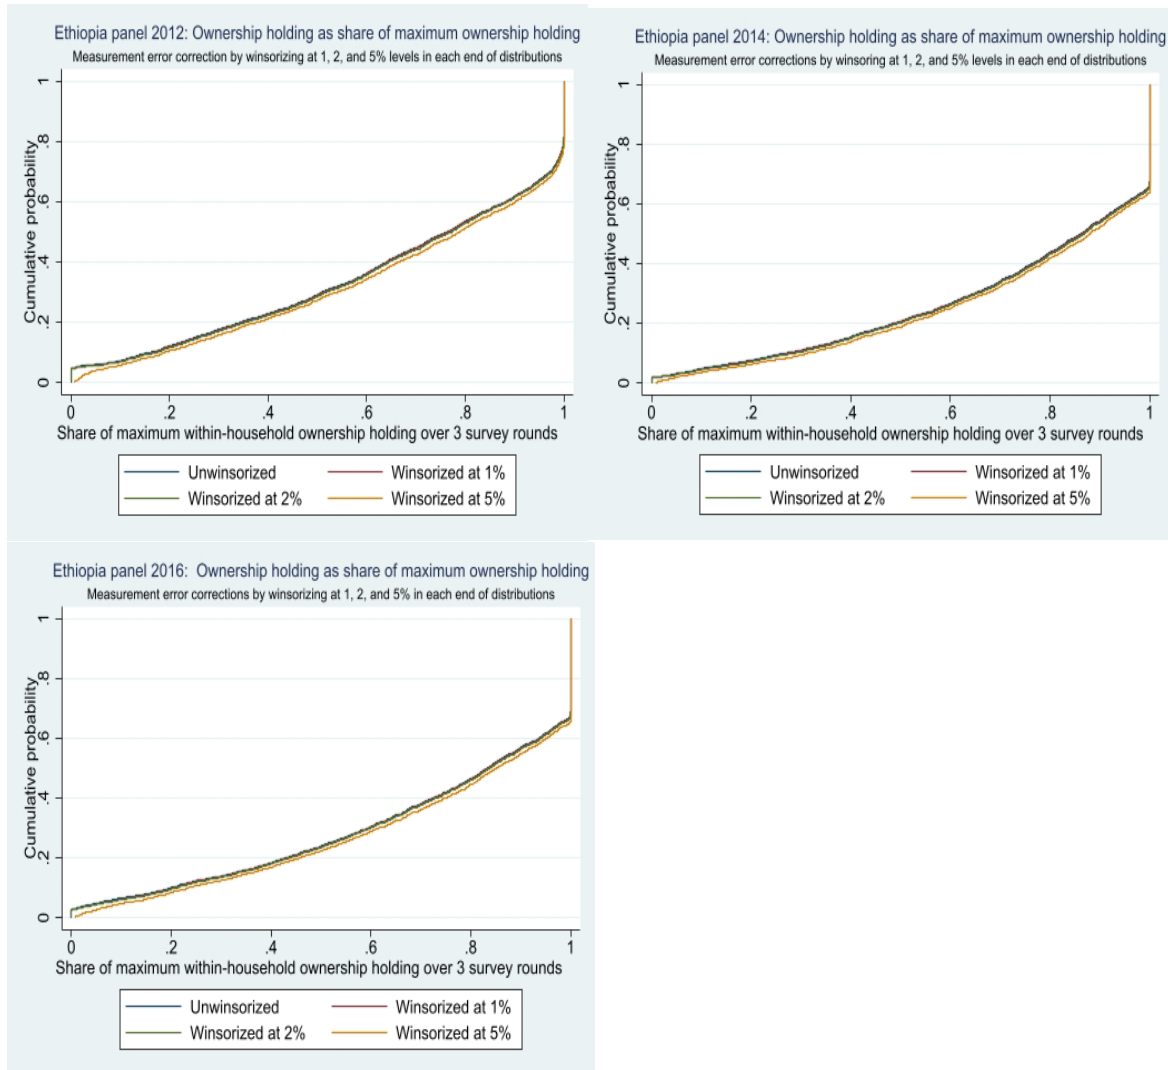 Ethiopia panel 2012: Ownership holding as share of maximum ownership holding
Measurement error correction by winsorizing at 1, 2, and 5% levels in each end of distributions
Cumulative probability
1
.8
.6
.4
.2
0
0 .2 .4 .6 .8 1
Share of maximum within-household ownership holding over 3 survey rounds
Unwinsorized Winsorized at 1%
Winsorized at 2% Winsorized at 5%
Ethiopia panel 2014: Ownership holding as share of maximum ownership holding
Measurement error corrections by winsoring at 1, 2, and 5% levels in each end of distributions
Cumulative probability
1
.8
.6
.4
.2
0
0 .2 .4 .6 .8 1
Share of maximum within-household ownership holding over 3 survey rounds
Unwinsorized Winsorized at 1%
Winsorized at 2% Winsorized at 5%
Ethiopia panel 2016: Ownership holding as share of maximum ownership holding
Measurement error corrections by winsorizing at 1, 2, and 5% in each end of distributions
Cumulative probability
1
.8
.6
.4
.2
0
0 .2 .4 .6 .8 1
Share of maximum within-household ownership holding over 3 survey rounds
Unwinsorized Winsorized at 1%
Winsorized at 2% Winsorized at 5%